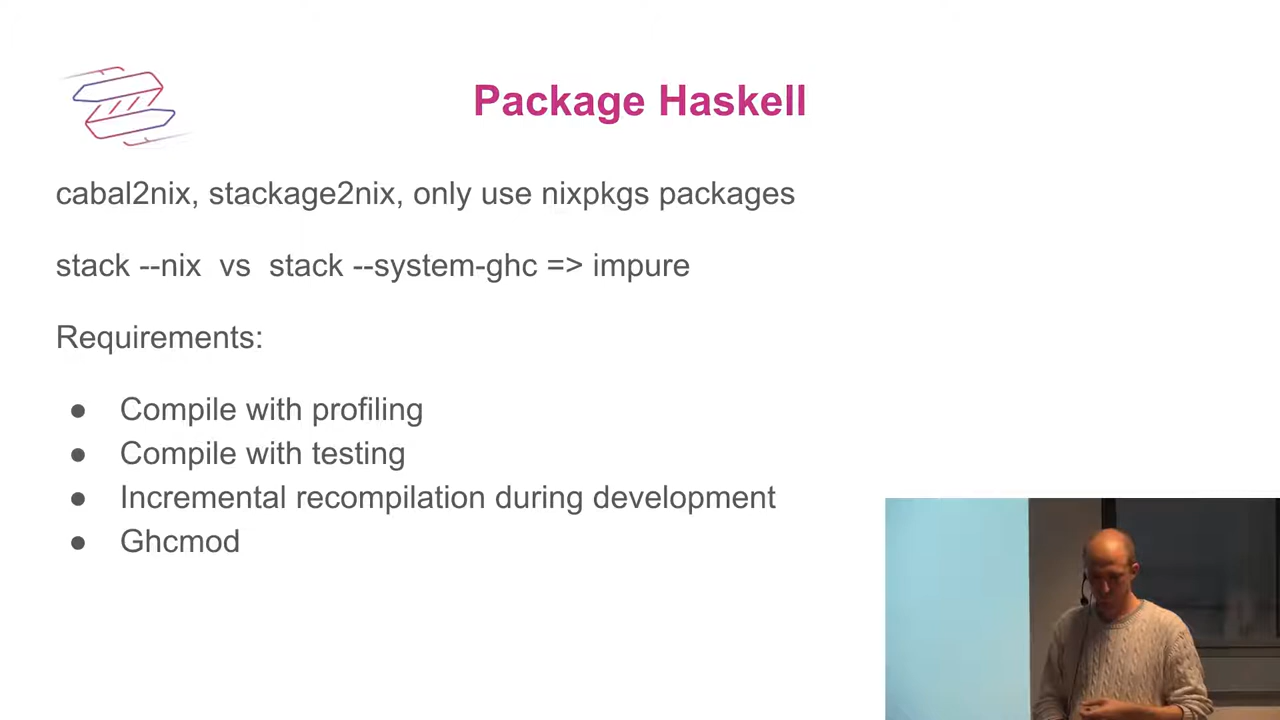 Package Haskell
cabal2nix, stackage2nix, only use nixpkgs packages
stack --nix  vs  stack --system-ghc => impure
Requirements:
● Compile with profiling
● Compile with testing
● Incremental recompilation during development
● Ghcmod